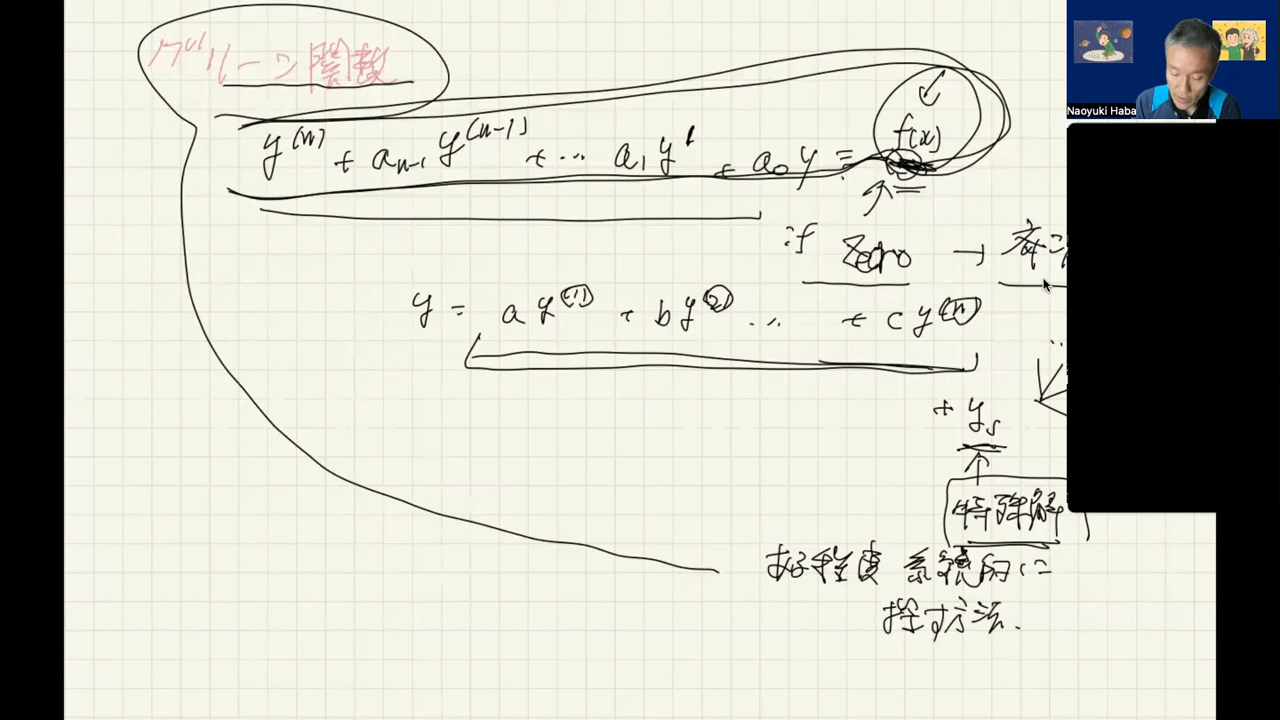 グリーン関数
Naoyuki Haba
f(x)
y^(n) + a_{n-1} y^(n-1) + … a_1 y' + a_0 y =
if Zero →
y = a y^(1) + b y^(2) … + c y^(n)
+ y_s
特殊解
ある程度 系統的に
探す方法.